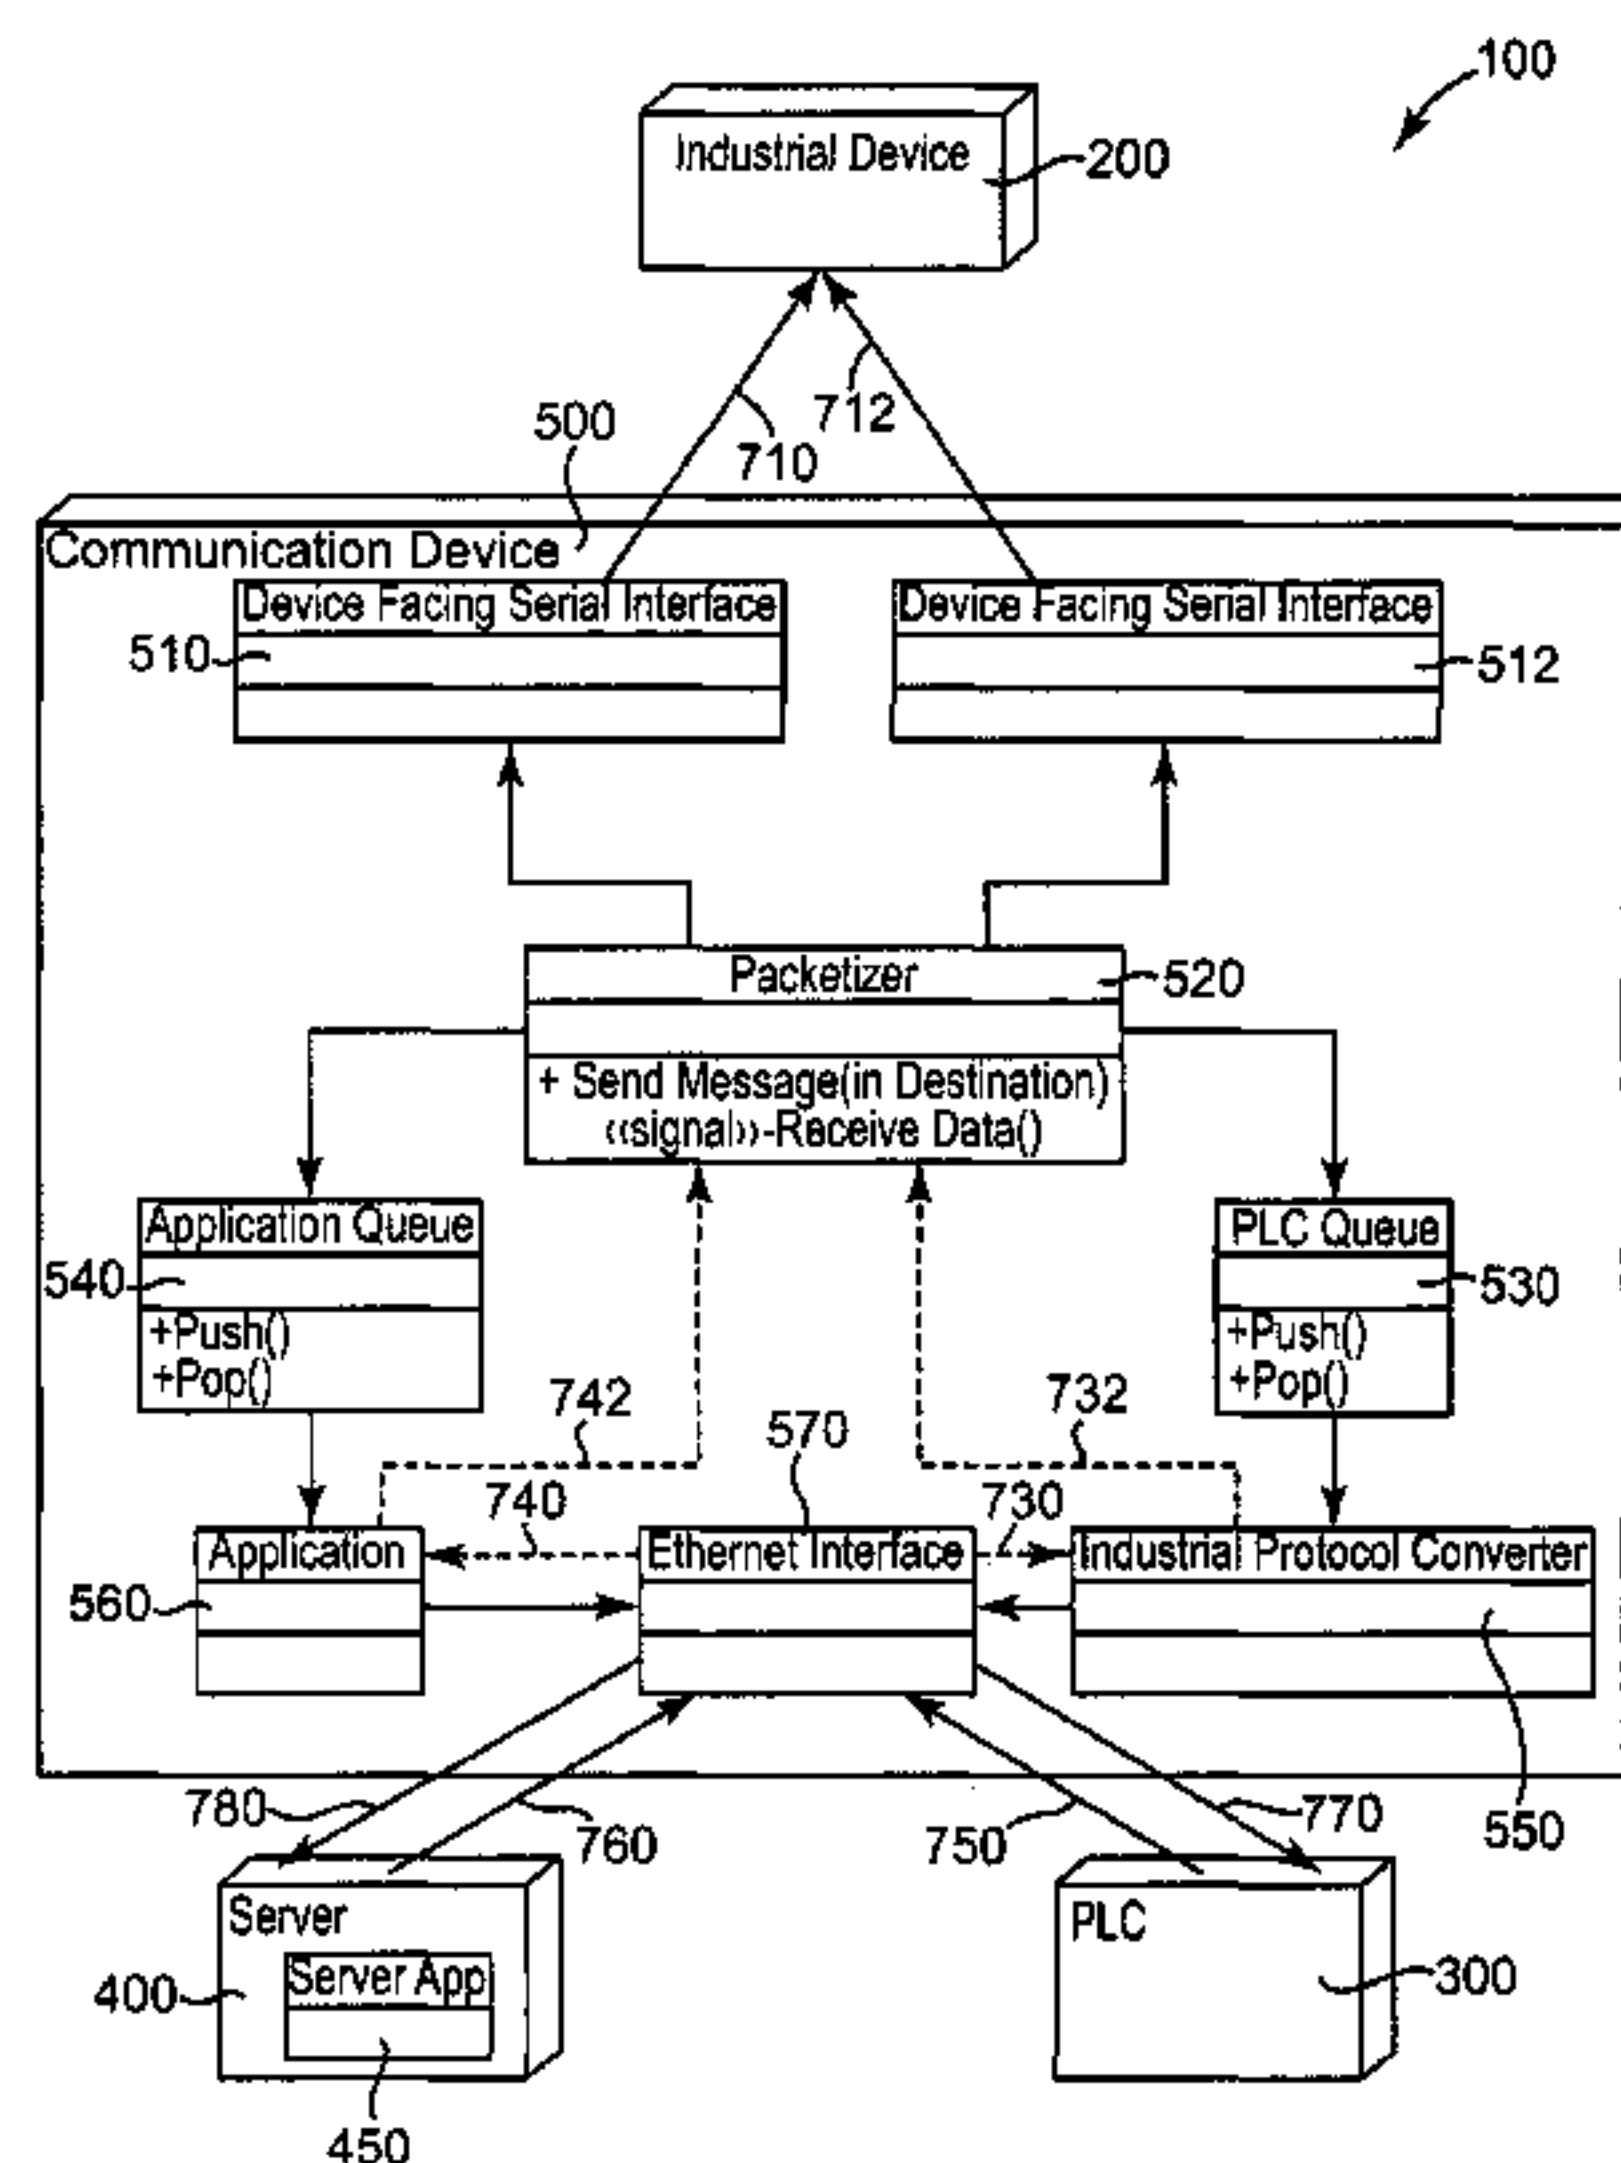 100
Industrial Device
200
712
710
500
Communication Device
Device Facing Serial Interface
Device Facing Serial Interface
510
512
Packetizer
520
+ Send Message(in Destination)
‹‹signal››-Receive Data()
Application Queue
PLC Queue
540
530
+Push()
+Pop()
+Push()
+Pop()
742
732
570
740
730
Application
Ethernet Interface
Industrial Protocol Converter
560
780
760
750
770
550
Server
PLC
Server App
400
300
450